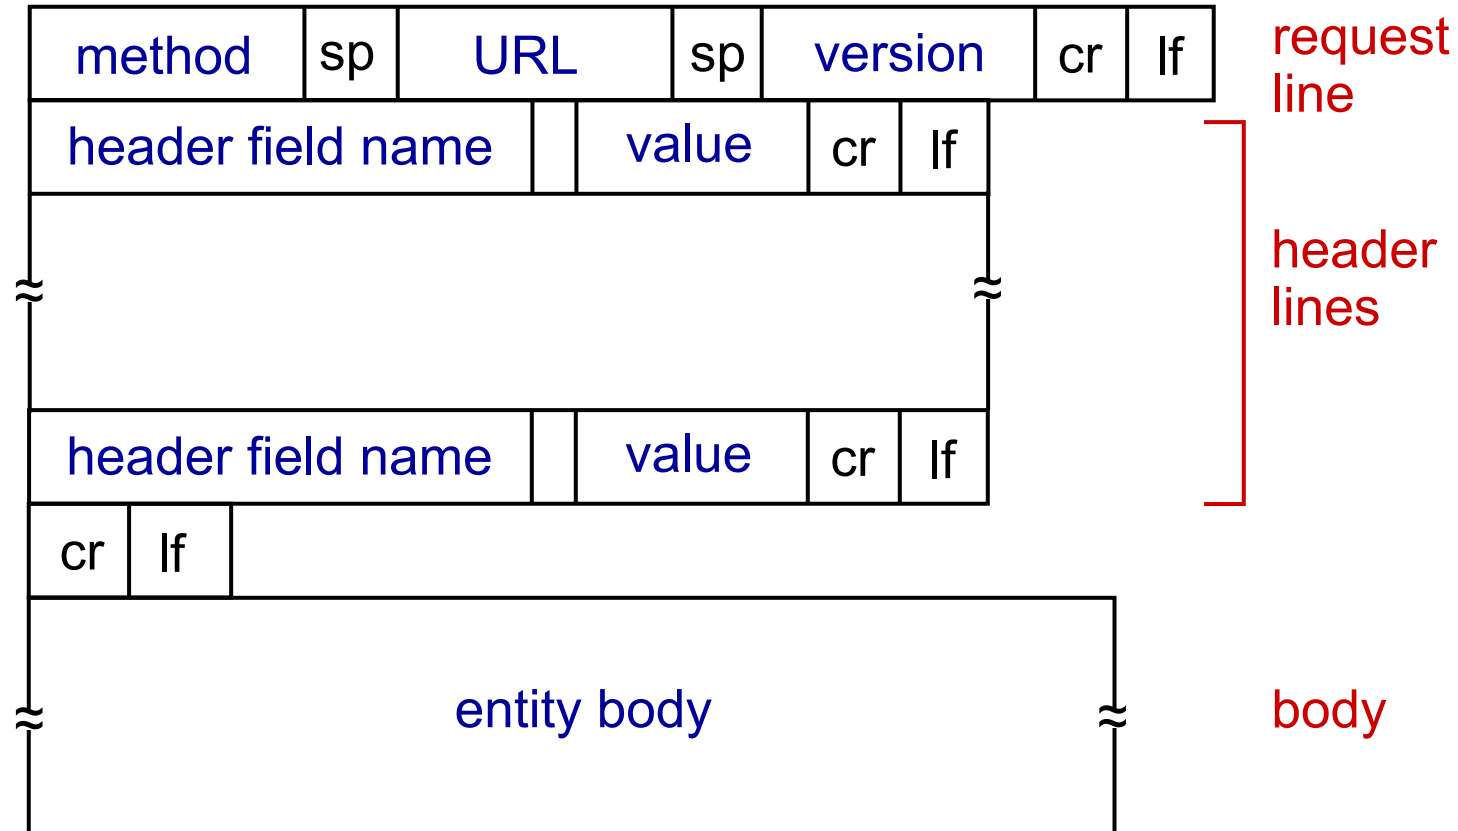 method sp URL sp version cr lf request
line
header field name value cr lf
header
lines
header field name value cr lf
cr lf
entity body body